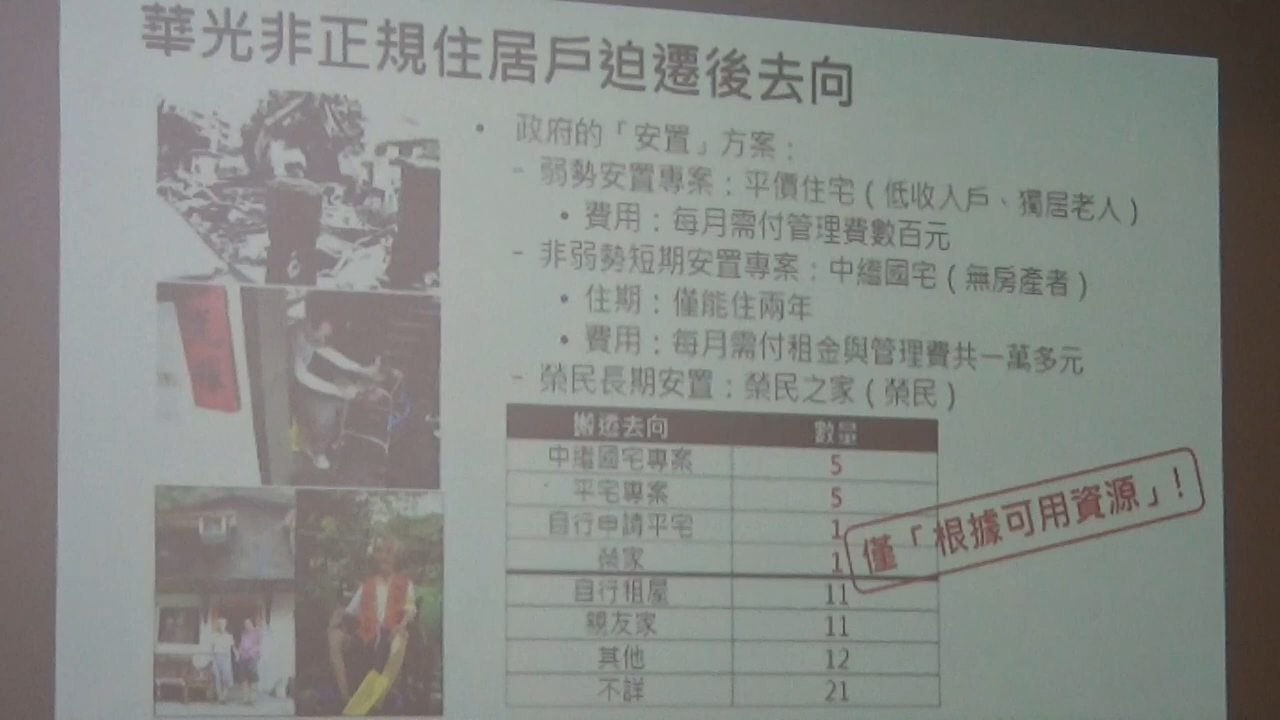 華光非正規住居戶迫遷後去向
• 政府的「安置」方案：
- 弱勢安置專案：平價住宅（低收入戶、獨居老人）
• 費用：每月需付管理費數百元
- 非弱勢短期安置專案：中繼國宅（無房產者）
• 住期：僅能住兩年
• 費用：每月需付租金與管理費共一萬多元
- 榮民長期安置：榮民之家（榮民）
搬遷去向 數量
中繼國宅專案 5
平宅專案 5
自行申請平宅 1
榮家 1
自行租屋 11
親友家 11
其他 12
不詳 21
僅「根據可用資源」！